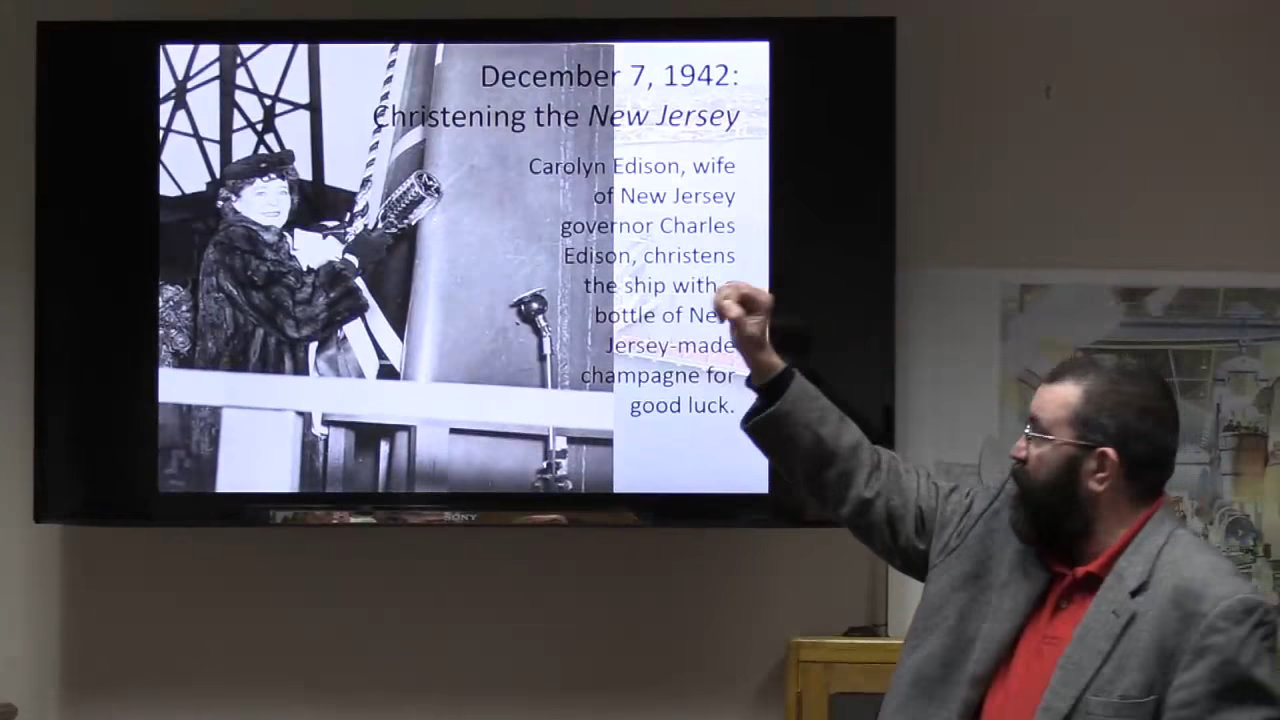 December 7, 1942:
Christening the New Jersey
Carolyn Edison, wife
of New Jersey
governor Charles
Edison, christens
the ship with
bottle of New
Jersey-made
champagne for
good luck.
SONY